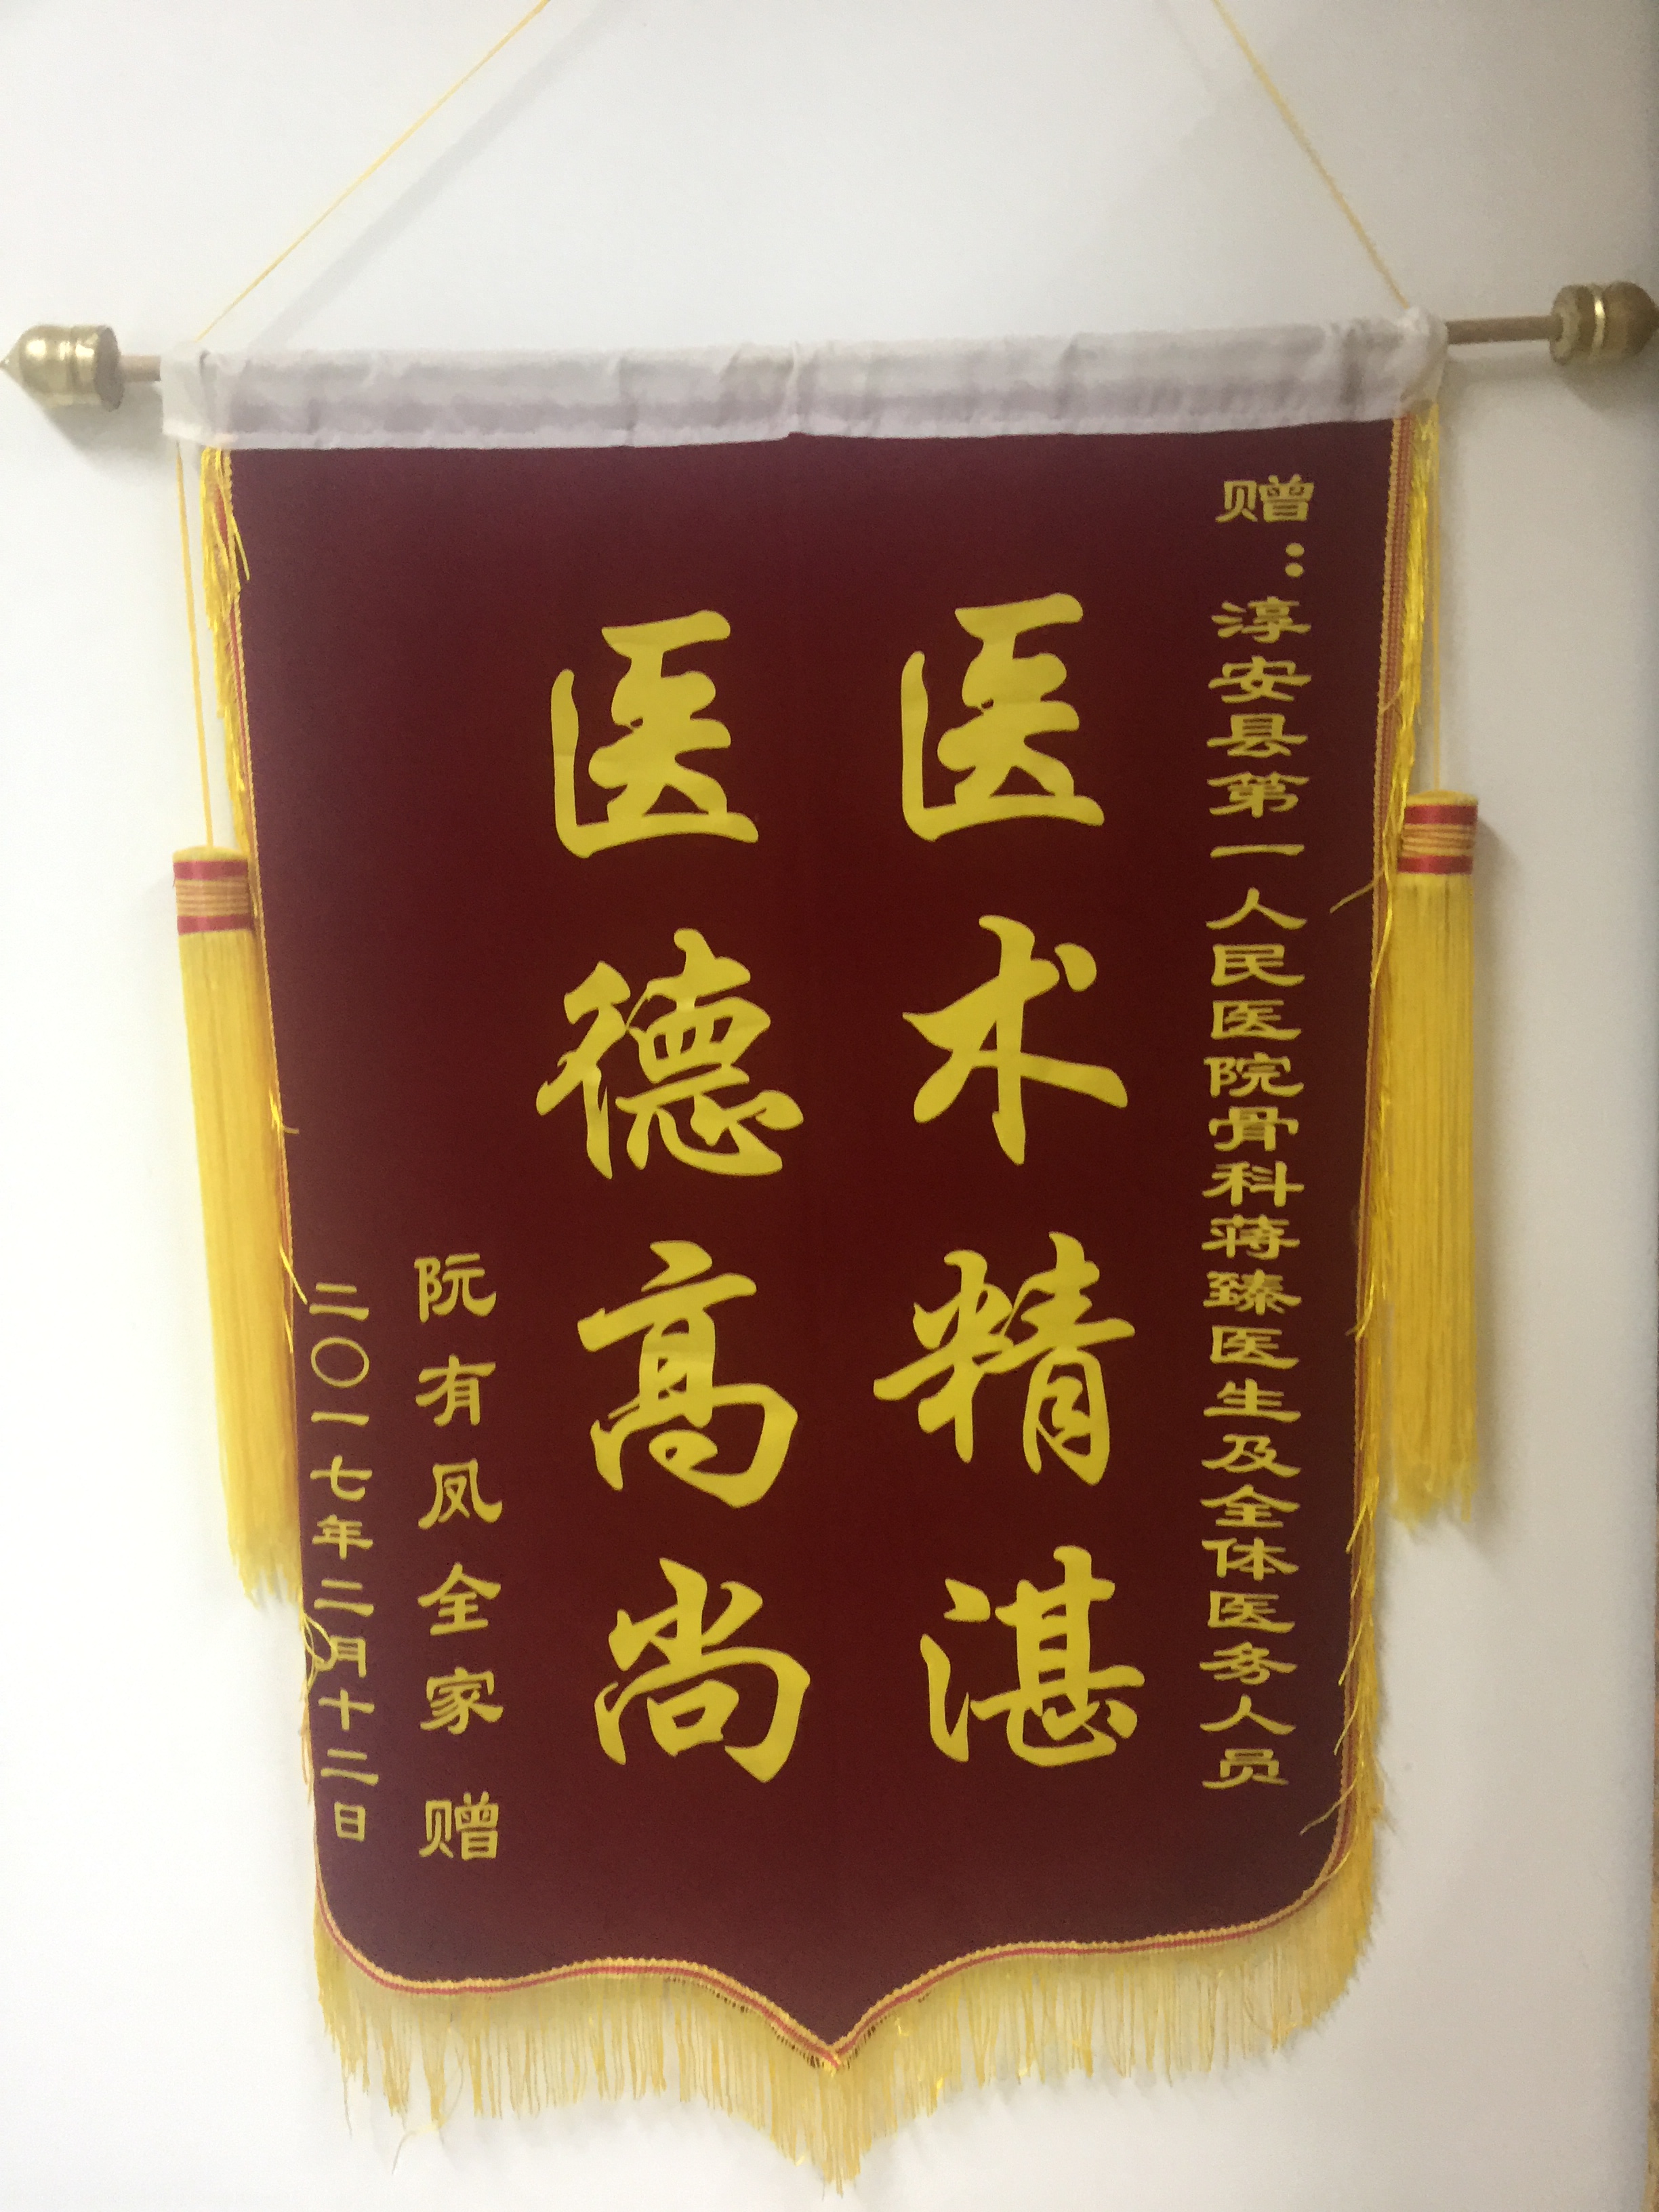 赠：淳安县第一人民医院骨科蒋臻医生及全体医务人员
医术精湛
医德高尚
阮有凤全家 赠
二〇一七年二月十二日